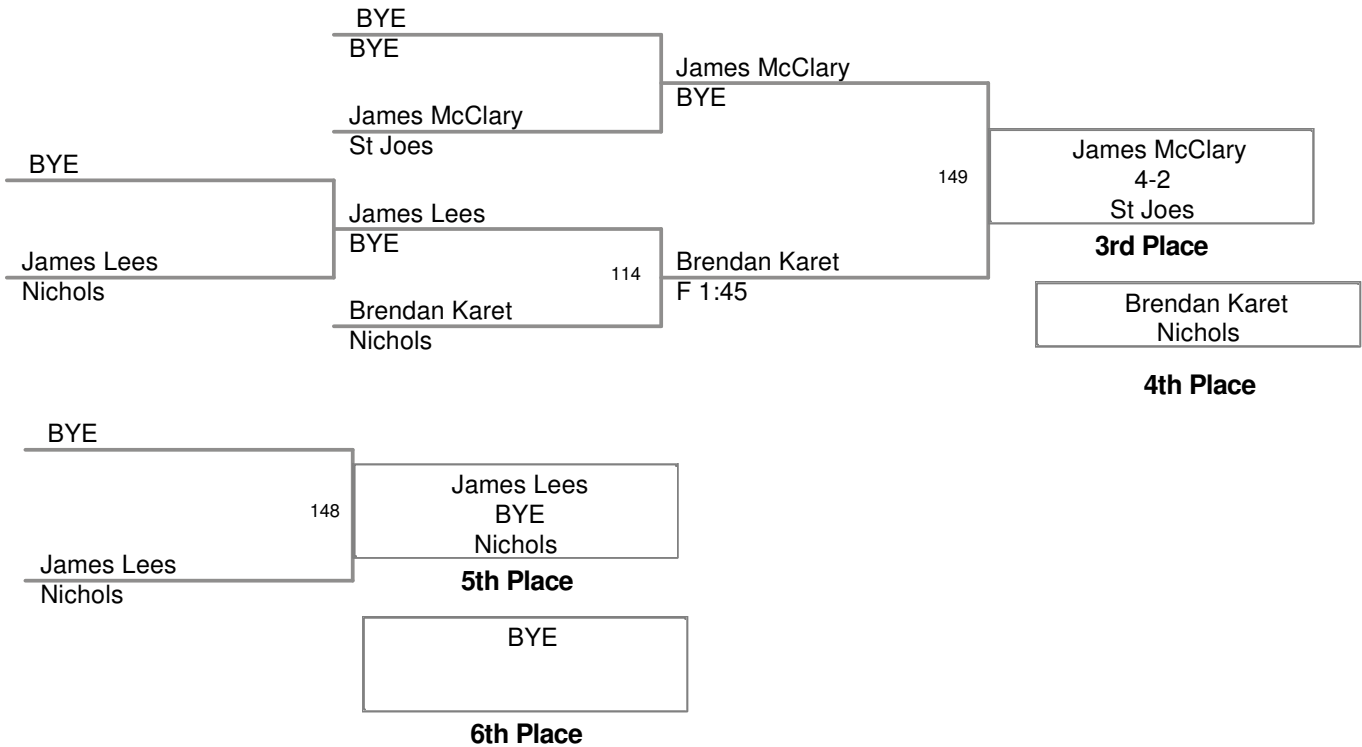 BYE
BYE
James McClary
BYE
James McClary
St Joes
BYE
James McClary
4-2
St Joes
149
3rd Place
James Lees
BYE
James Lees
Nichols
114
Brendan Karet
F 1:45
Brendan Karet
Nichols
Brendan Karet
Nichols
4th Place
BYE
James Lees
BYE
Nichols
148
James Lees
Nichols
5th Place
BYE
6th Place